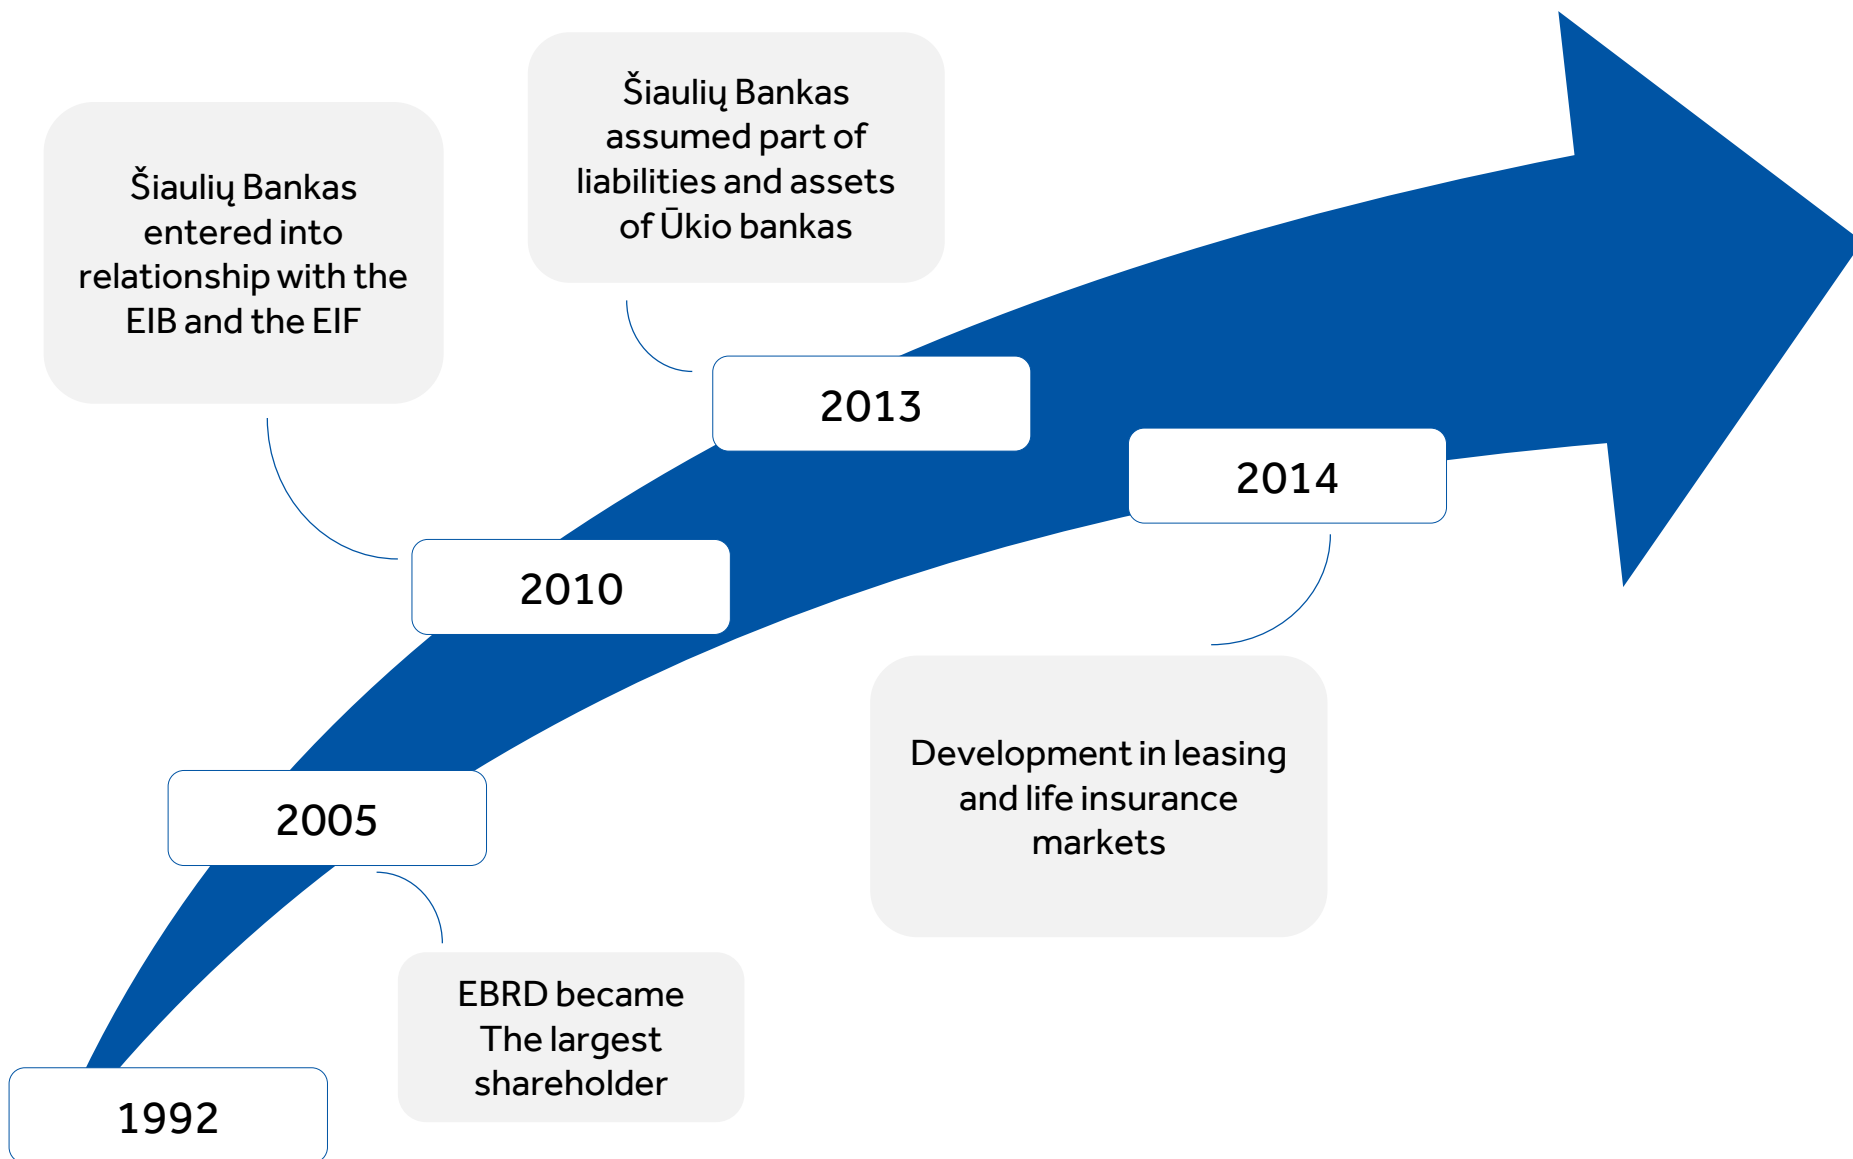 Šiaulių Bankas
assumed part of
liabilities and assets
of Ūkio bankas
Šiaulių Bankas
entered into
relationship with the
EIB and the EIF
2013
2014
2010
Development in leasing
and life insurance
markets
2005
EBRD became
The largest
shareholder
1992